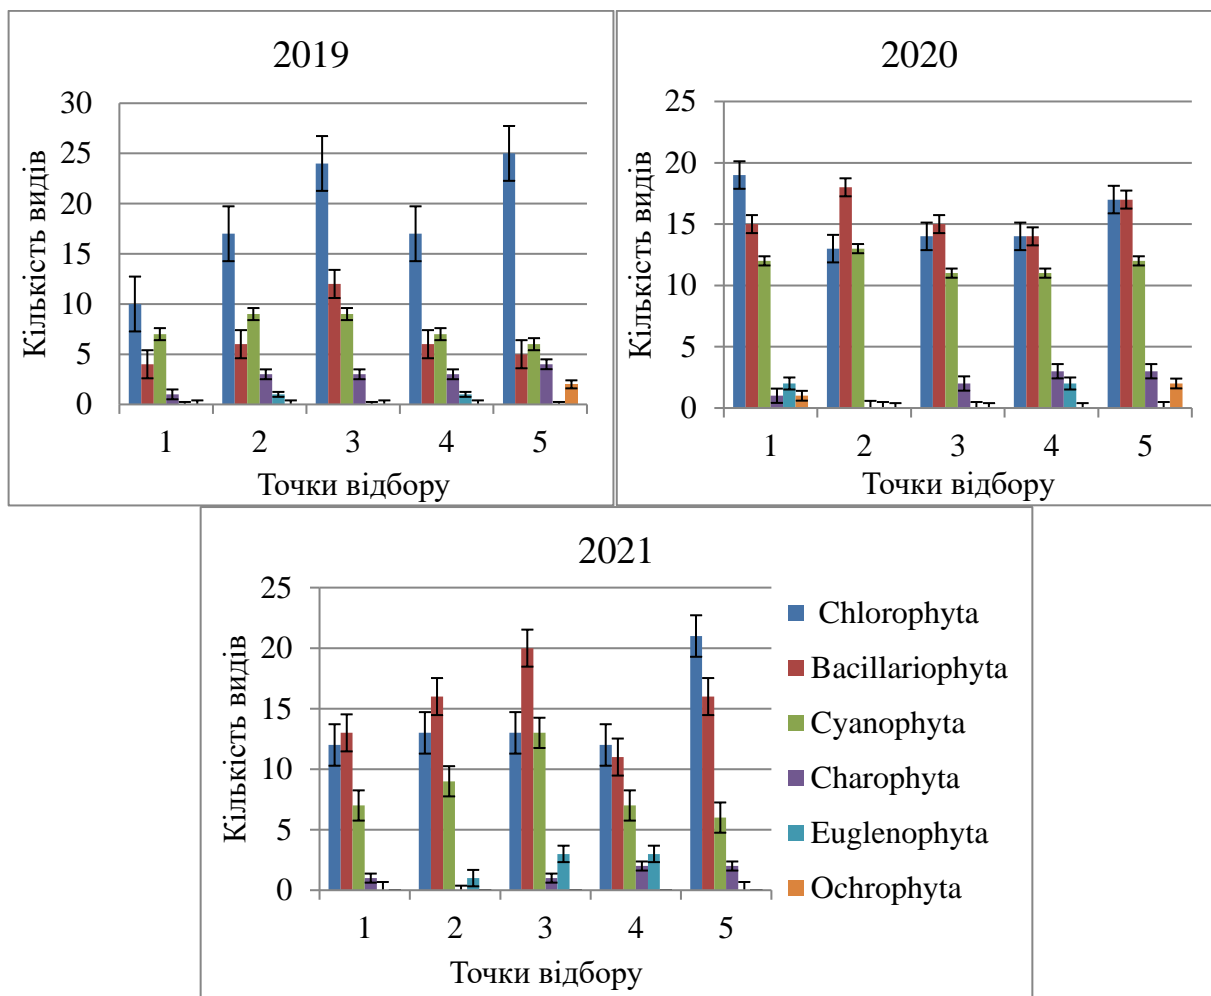 2019
30
25
20
15
10
5
0
Кількість видів
1 2 3 4 5
Точки відбору
2020
25
20
15
10
5
0
Кількість видів
1 2 3 4 5
Точки відбору
2021
25
20
15
10
5
0
Кількість видів
1 2 3 4 5
Точки відбору
Chlorophyta
Bacillariophyta
Cyanophyta
Charophyta
Euglenophyta
Ochrophyta